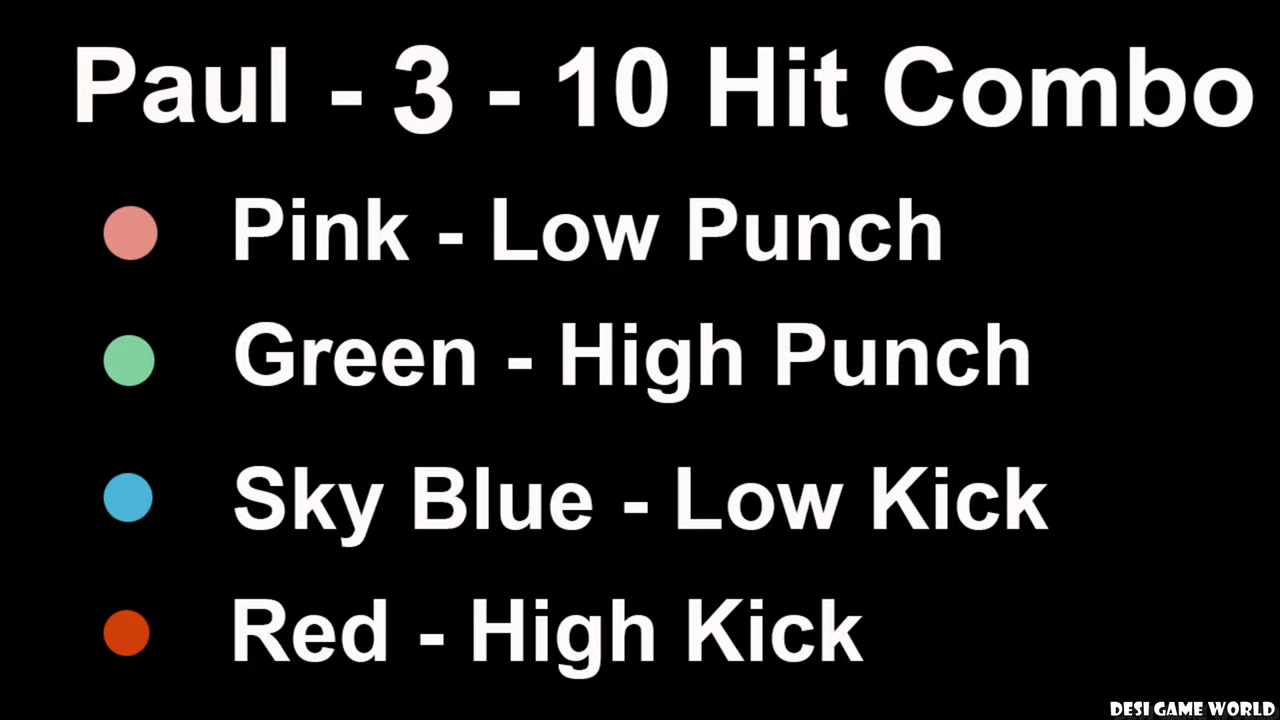 Paul - 3 - 10 Hit Combo
Pink - Low Punch
Green - High Punch
Sky Blue - Low Kick
Red - High Kick
DESI GAME WORLD